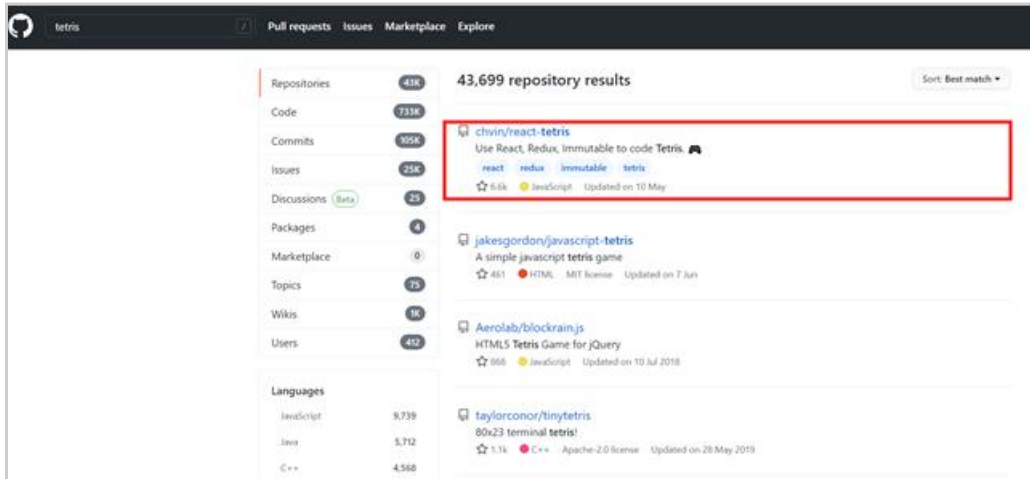 tetris /
Pull requests Issues Marketplace Explore
Repositories 43K
Code 733K
Commits 105K
Issues 25K
Discussions Beta 25
Packages 4
Marketplace 0
Topics 75
Wikis 1K
Users 412
Languages
JavaScript 9,739
Java 5,712
C++ 4,568
43,699 repository results
Sort: Best match
chvin/react-tetris
Use React, Redux, Immutable to code Tetris.
react redux immutable tetris
6.6k JavaScript Updated on 10 May
jakesgordon/javascript-tetris
A simple javascript tetris game
461 HTML MIT license Updated on 7 Jun
Aerolab/blockrain.js
HTML5 Tetris Game for jQuery
868 JavaScript Updated on 10 Jul 2018
taylorconor/tinytetris
80x23 terminal tetris!
1.1k C++ Apache-2.0 license Updated on 28 May 2019